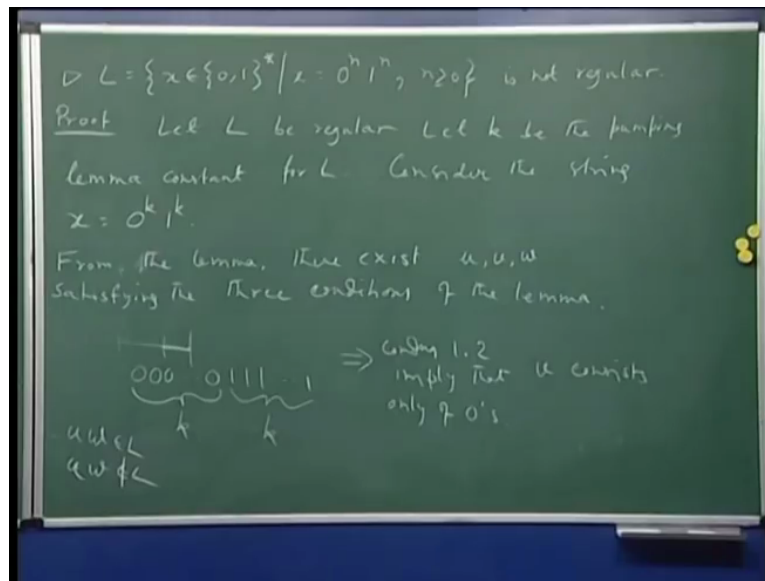 ▷ L = {x ∈ {0,1}* / x = 0ⁿ1ⁿ, n≥0} is not regular.
Proof Let L be regular Let k be the pumping
lemma constant for L. Consider the string
x = 0ᵏ1ᵏ.
From the lemma, there exist u, v, w
satisfying the three conditions of the lemma.
000 0111..1
k k
⇒ 1.2
imply that v consists
only of 0's
uw ∈ L
uw ∉ L